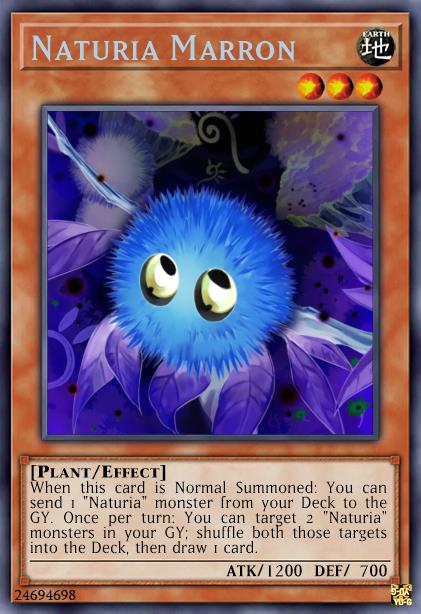 Naturia Marron
EARTH
地
[Plant/Effect]
When this card is Normal Summoned: You can
send 1 "Naturia" monster from your Deck to the
GY. Once per turn: You can target 2 "Naturia"
monsters in your GY; shuffle both those targets
into the Deck, then draw 1 card.
ATK/1200 DEF/ 700
24694698